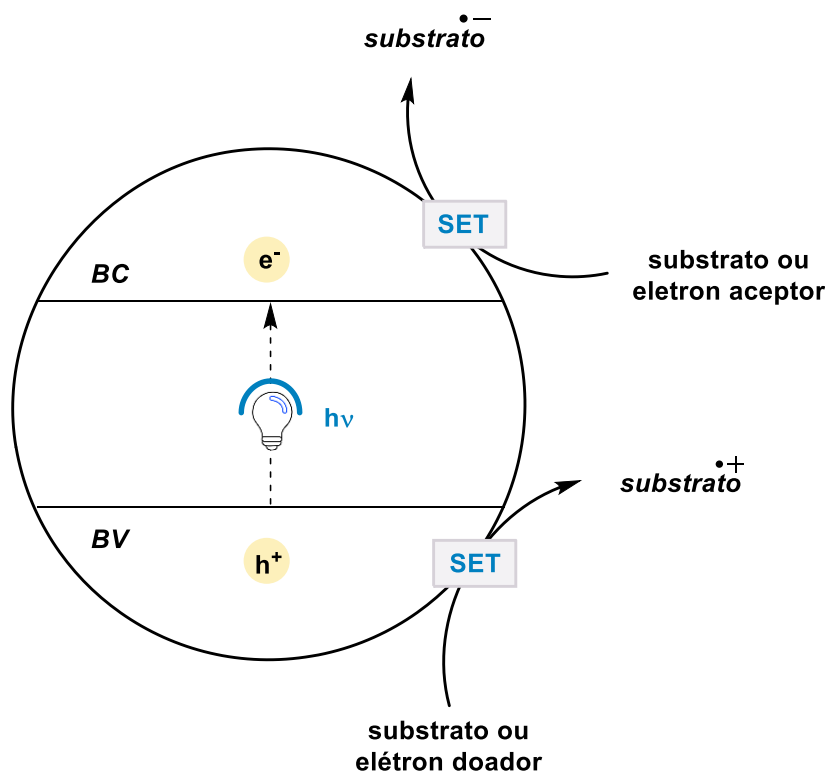 substrato•−
SET
substrato ou
eletron aceptor
BC
e-
hν
substrato•+
BV
h+
SET
substrato ou
elétron doador